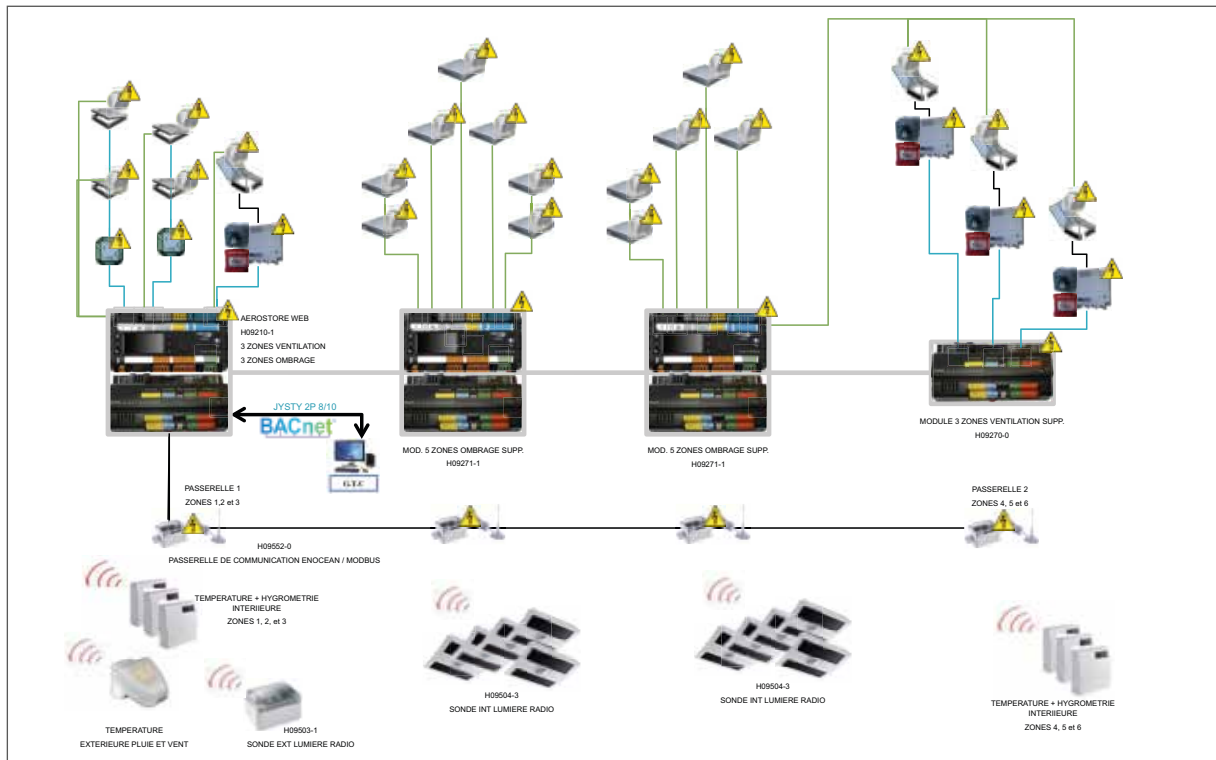 AEROSTORE WEB
H09210-1
3 ZONES VENTILATION
3 ZONES OMBRAGE
JYSTY 2P 8/10
BACnet
G.T.C
MOD. 5 ZONES OMBRAGE SUPP.
H09271-1
MOD. 5 ZONES OMBRAGE SUPP.
H09271-1
MODULE 3 ZONES VENTILATION SUPP.
H09270-0
PASSERELLE 1
ZONES 1,2 et 3
PASSERELLE 2
ZONES 4, 5 et 6
H09552-0
PASSERELLE DE COMMUNICATION ENOCEAN / MODBUS
TEMPERATURE + HYGROMETRIE
INTERIIEURE
ZONES 1, 2, et 3
H09504-3
SONDE INT LUMIERE RADIO
H09504-3
SONDE INT LUMIERE RADIO
TEMPERATURE + HYGROMETRIE
INTERIIEURE
ZONES 4, 5 et 6
TEMPERATURE
EXTERIEURE PLUIE ET VENT
H09503-1
SONDE EXT LUMIERE RADIO